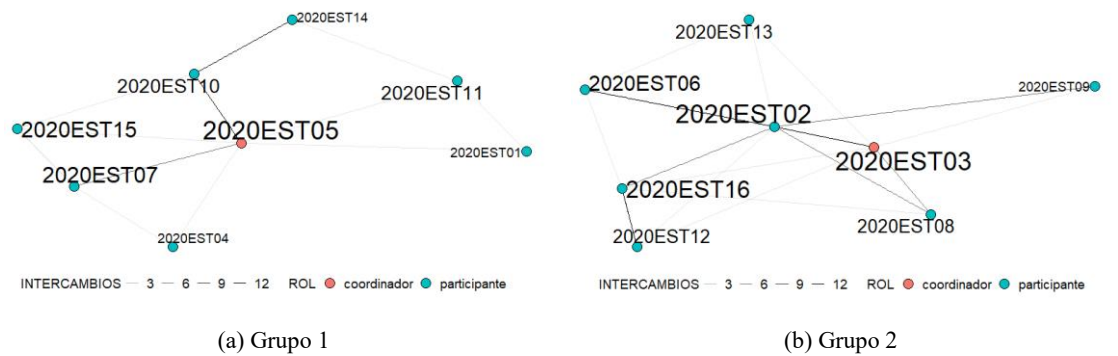 2020EST14
2020EST10
2020EST11
2020EST15
2020EST05
2020EST01
2020EST07
2020EST04
INTERCAMBIOS 3 6 9 12 ROL coordinador participante
(a) Grupo 1
2020EST13
2020EST06
2020EST09
2020EST02
2020EST03
2020EST16
2020EST08
2020EST12
INTERCAMBIOS 3 6 9 12 ROL coordinador participante
(b) Grupo 2